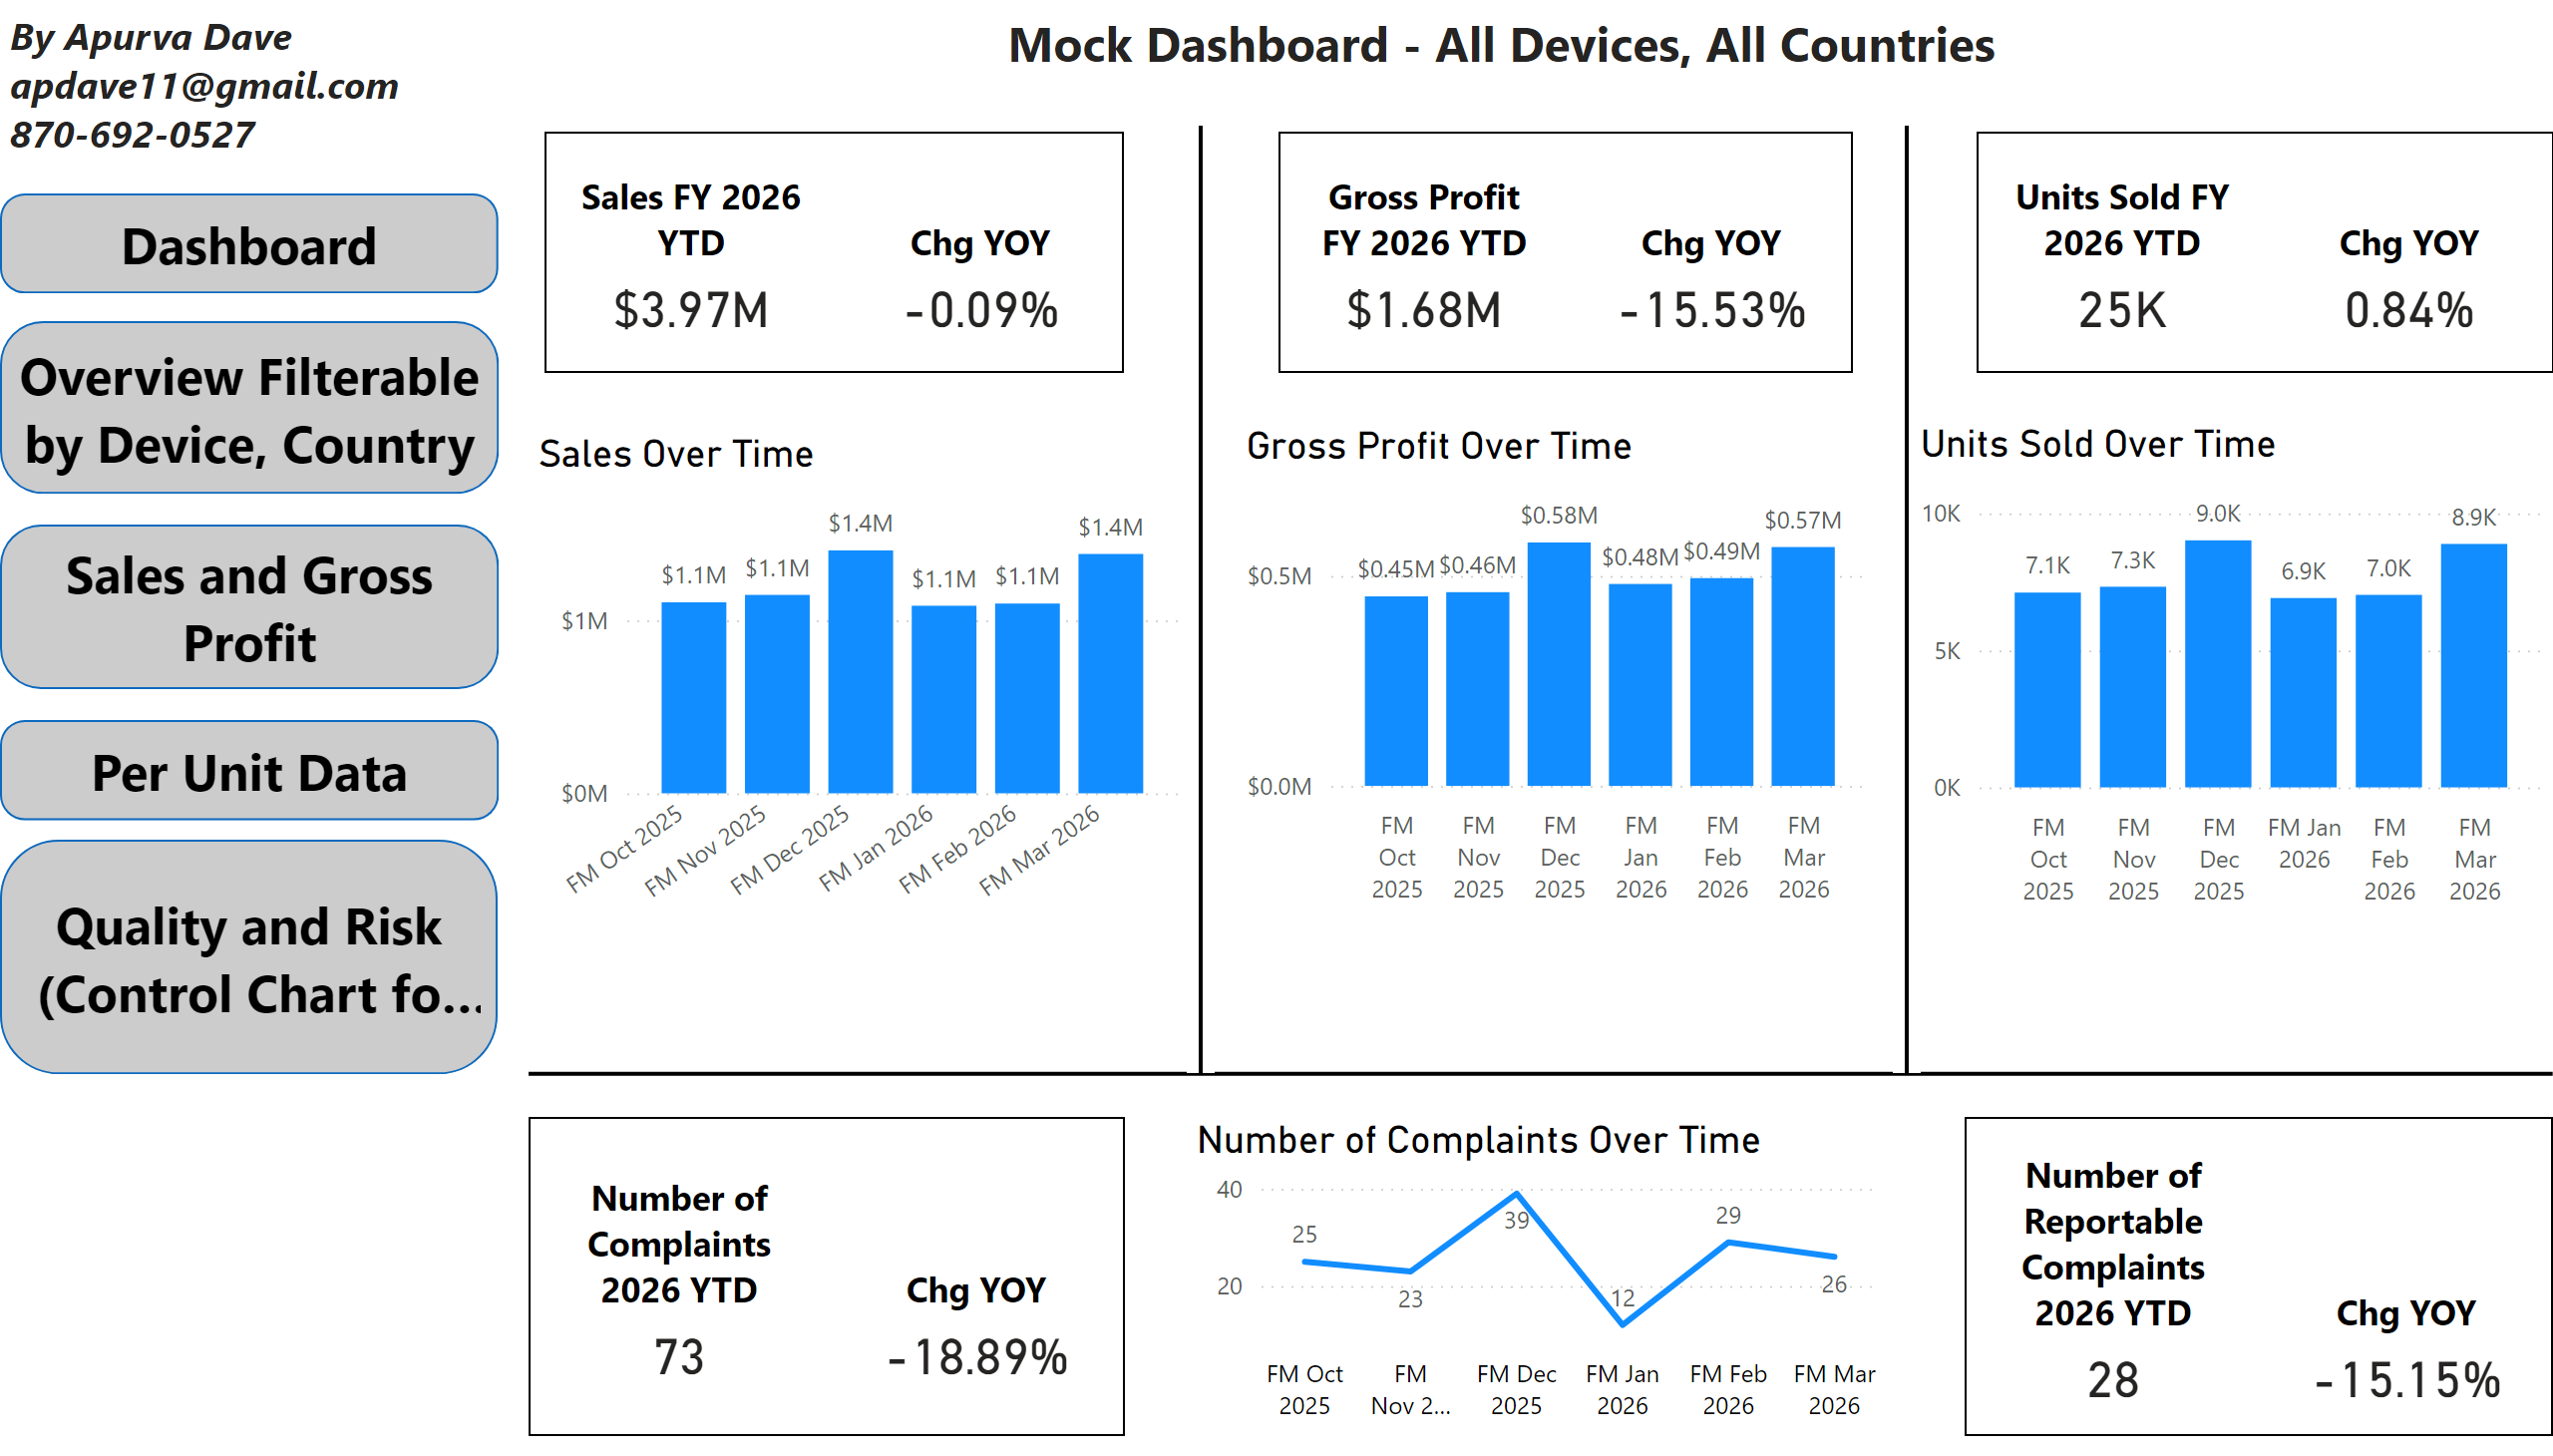 By Apurva Dave
apdave11@gmail.com
870-692-0527
Mock Dashboard - All Devices, All Countries
Dashboard
Overview Filterable
by Device, Country
Sales and Gross
Profit
Per Unit Data
Quality and Risk
(Control Chart fo...
Sales FY 2026
YTD
Chg YOY
$3.97M
-0.09%
Gross Profit
FY 2026 YTD
Chg YOY
$1.68M
-15.53%
Units Sold FY
2026 YTD
Chg YOY
25K
0.84%
Sales Over Time
$1M
$0M
$1.1M
$1.1M
$1.4M
$1.1M
$1.1M
$1.4M
FM Oct 2025
FM Nov 2025
FM Dec 2025
FM Jan 2026
FM Feb 2026
FM Mar 2026
Gross Profit Over Time
$0.5M
$0.0M
$0.45M
$0.46M
$0.58M
$0.48M
$0.49M
$0.57M
FM
Oct
2025
FM
Nov
2025
FM
Dec
2025
FM
Jan
2026
FM
Feb
2026
FM
Mar
2026
Units Sold Over Time
10K
5K
0K
7.1K
7.3K
9.0K
6.9K
7.0K
8.9K
FM
Oct
2025
FM
Nov
2025
FM
Dec
2025
FM Jan
2026
FM
Feb
2026
FM
Mar
2026
Number of
Complaints
2026 YTD
Chg YOY
73
-18.89%
Number of Complaints Over Time
40
20
25
23
39
12
29
26
FM Oct
2025
FM
Nov 2...
FM Dec
2025
FM Jan
2026
FM Feb
2026
FM Mar
2026
Number of
Reportable
Complaints
2026 YTD
Chg YOY
28
-15.15%